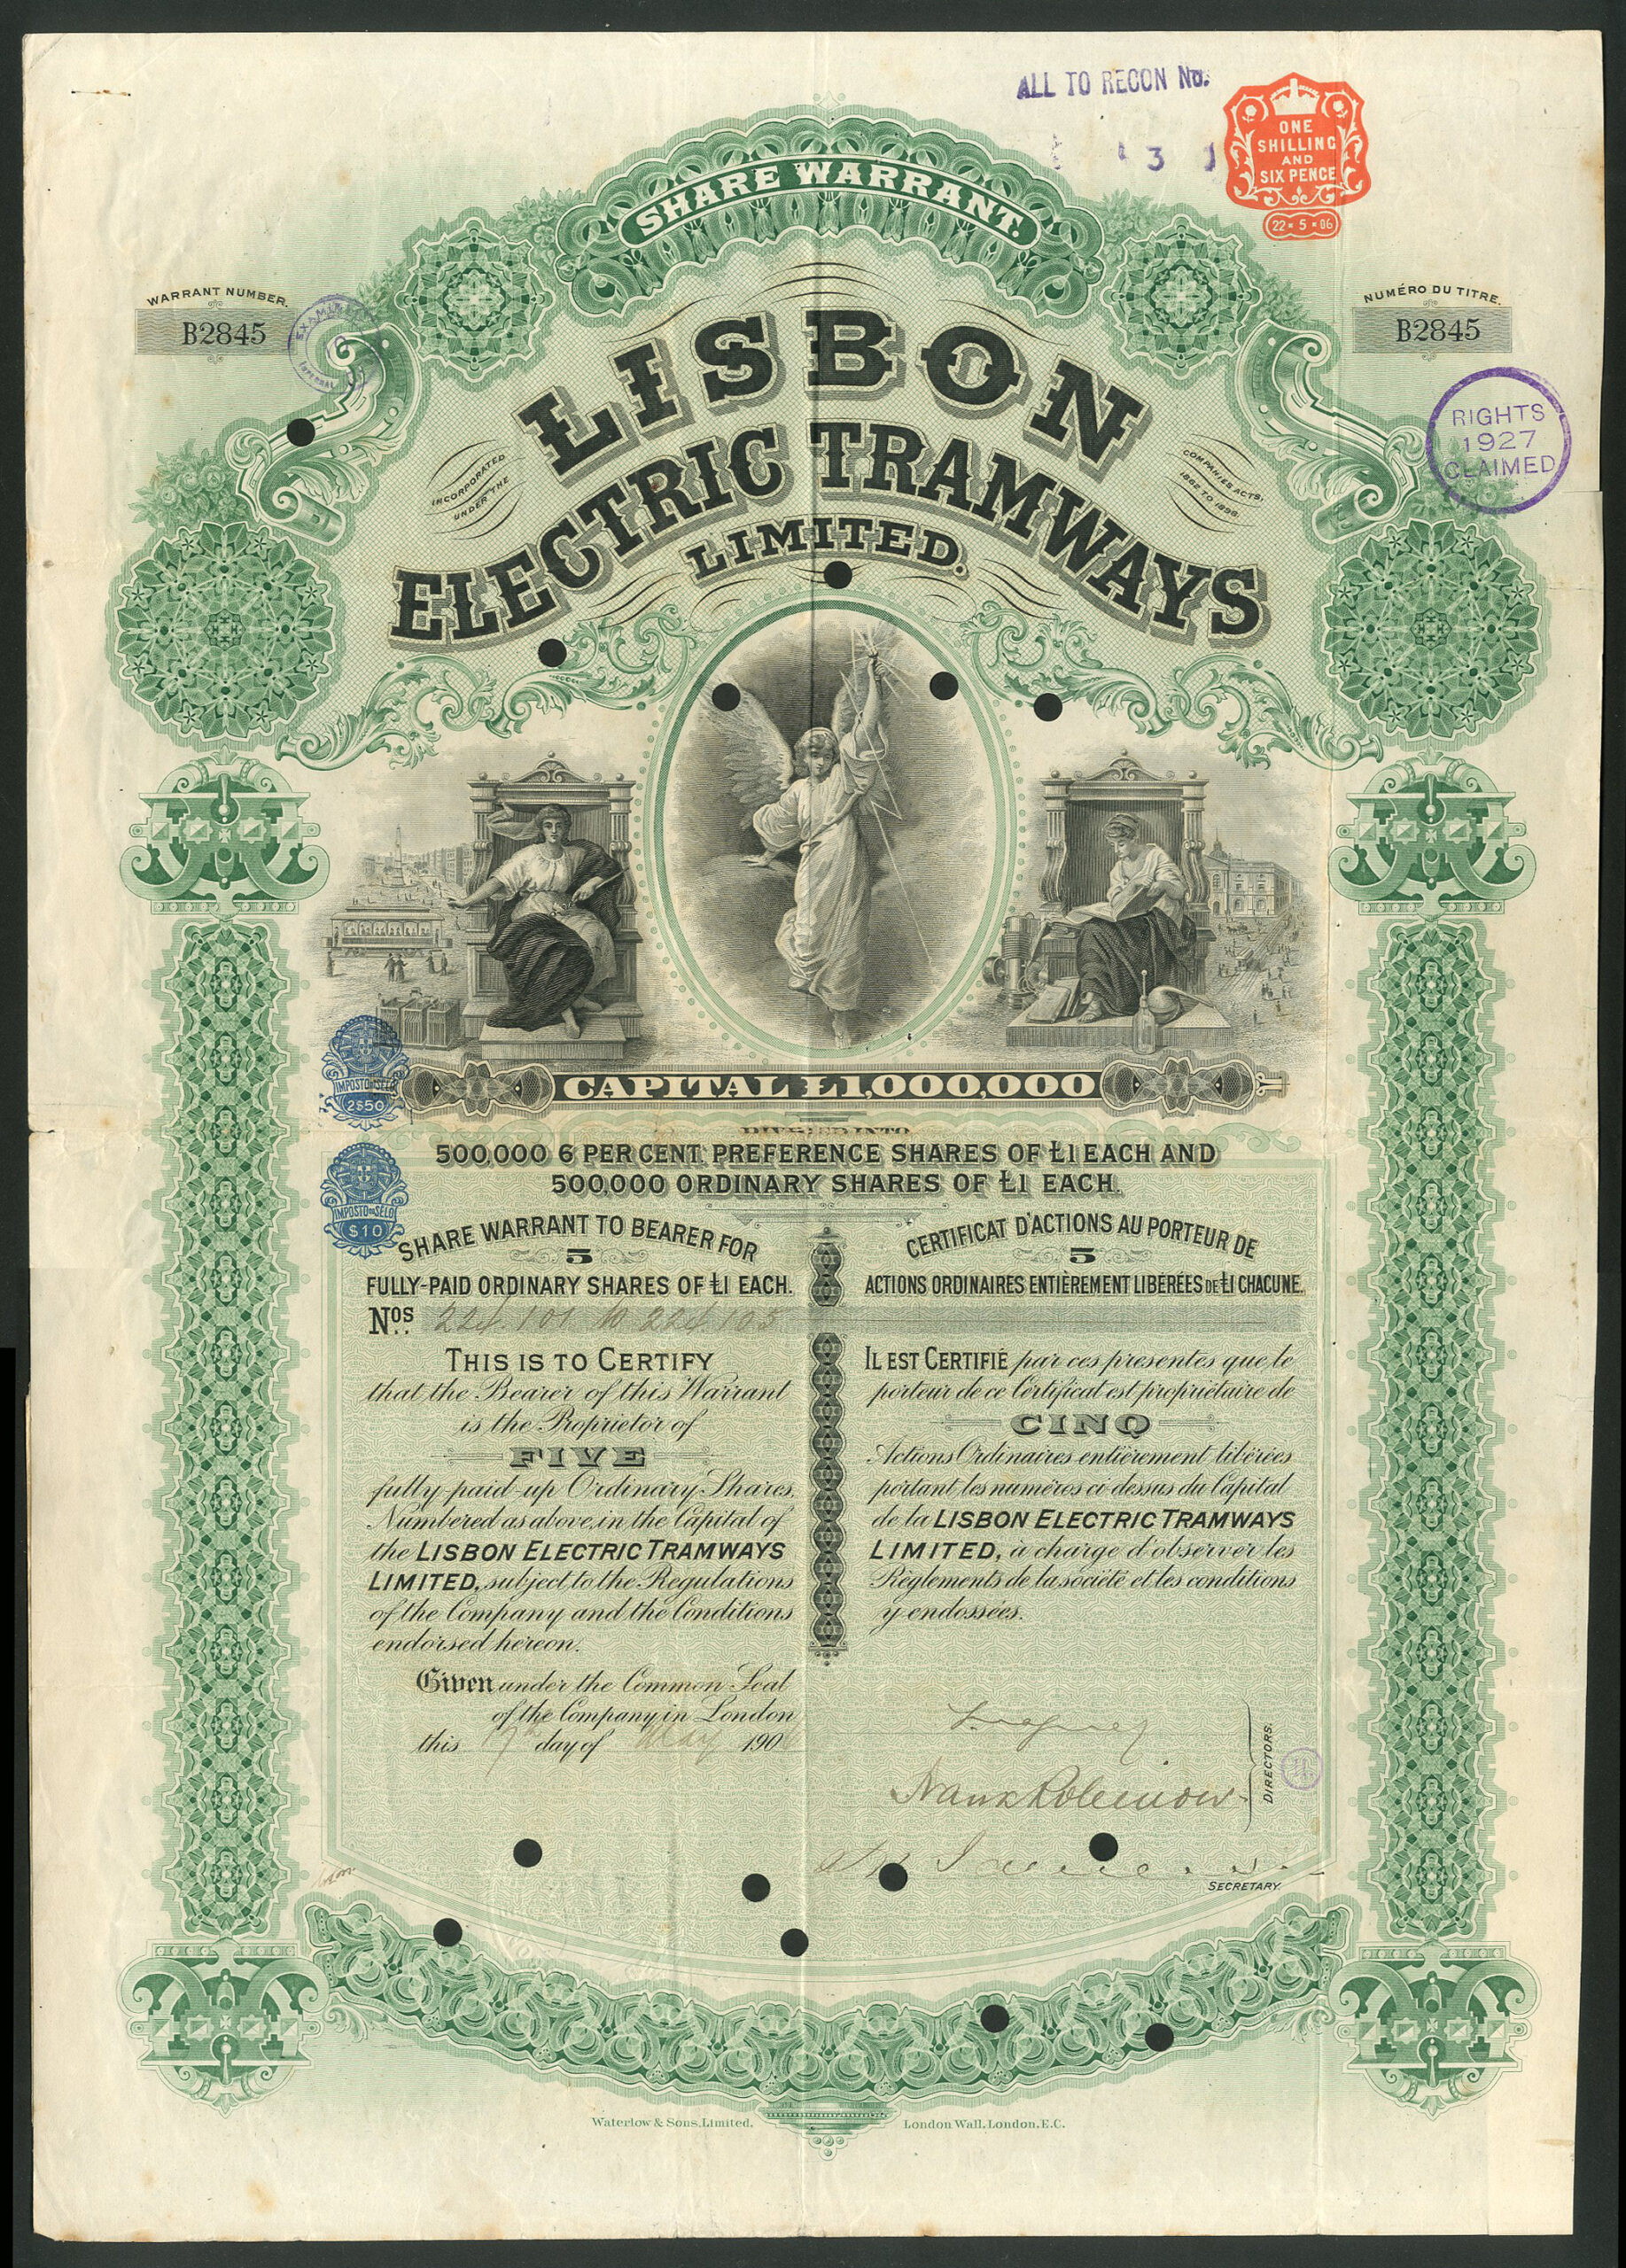 ALL TO RECON No.
3
ONE
SHILLING
AND
SIX PENCE
22·5·06
SHARE WARRANT.
WARRANT NUMBER.
B2845
NUMÉRO DU TITRE.
B2845
RIGHTS
1927
CLAIMED
LISBON
ELECTRIC TRAMWAYS
LIMITED.
INCORPORATED
UNDER THE
COMPANIES ACTS,
1862 TO 1898.
CAPITAL £1,000,000
DIVIDED INTO
500,000 6 PER CENT. PREFERENCE SHARES OF £1 EACH AND
500,000 ORDINARY SHARES OF £1 EACH.
IMPOSTO DO SELO
2$50
IMPOSTO DO SELO
$10
SHARE WARRANT TO BEARER FOR
5
FULLY-PAID ORDINARY SHARES OF £1 EACH.
Nos. 224101 to 224105
THIS IS TO CERTIFY
that the Bearer of this Warrant
is the Proprietor of
FIVE
fully paid-up Ordinary Shares,
Numbered as above, in the Capital of
the LISBON ELECTRIC TRAMWAYS
LIMITED, subject to the Regulations
of the Company and the Conditions
endorsed hereon.
Given under the Common Seal
of the Company in London
this 17th day of May 1906
CERTIFICAT D'ACTIONS AU PORTEUR DE
5
ACTIONS ORDINAIRES ENTIÈREMENT LIBÉRÉES DE £1 CHACUNE.
IL EST CERTIFIÉ par ces presentes que le
porteur de ce Certificat est propriétaire de
CINQ
Actions Ordinaires entièrement libérées
portant les numéros ci dessus du Capital
de la LISBON ELECTRIC TRAMWAYS
LIMITED, à charge d'observer les
Règlements de la société et les conditions
y endossées.
DIRECTORS.
SECRETARY.
Waterlow & Sons, Limited.
London Wall, London, E.C.